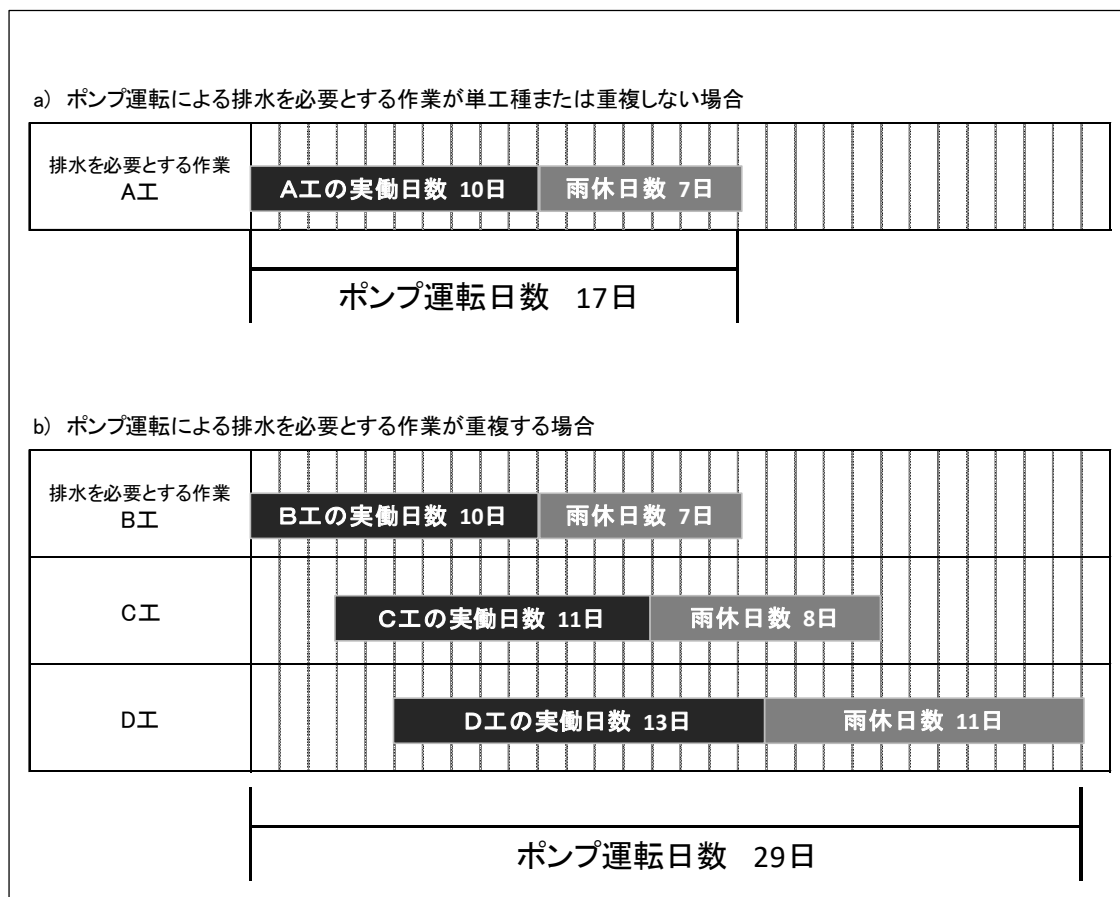 a) ポンプ運転による排水を必要とする作業が単工種または重複しない場合
排水を必要とする作業
A工
A工の実働日数 10日
雨休日数 7日
ポンプ運転日数 17日
b) ポンプ運転による排水を必要とする作業が重複する場合
排水を必要とする作業
B工
B工の実働日数 10日
雨休日数 7日
C工
C工の実働日数 11日
雨休日数 8日
D工
D工の実働日数 13日
雨休日数 11日
ポンプ運転日数 29日